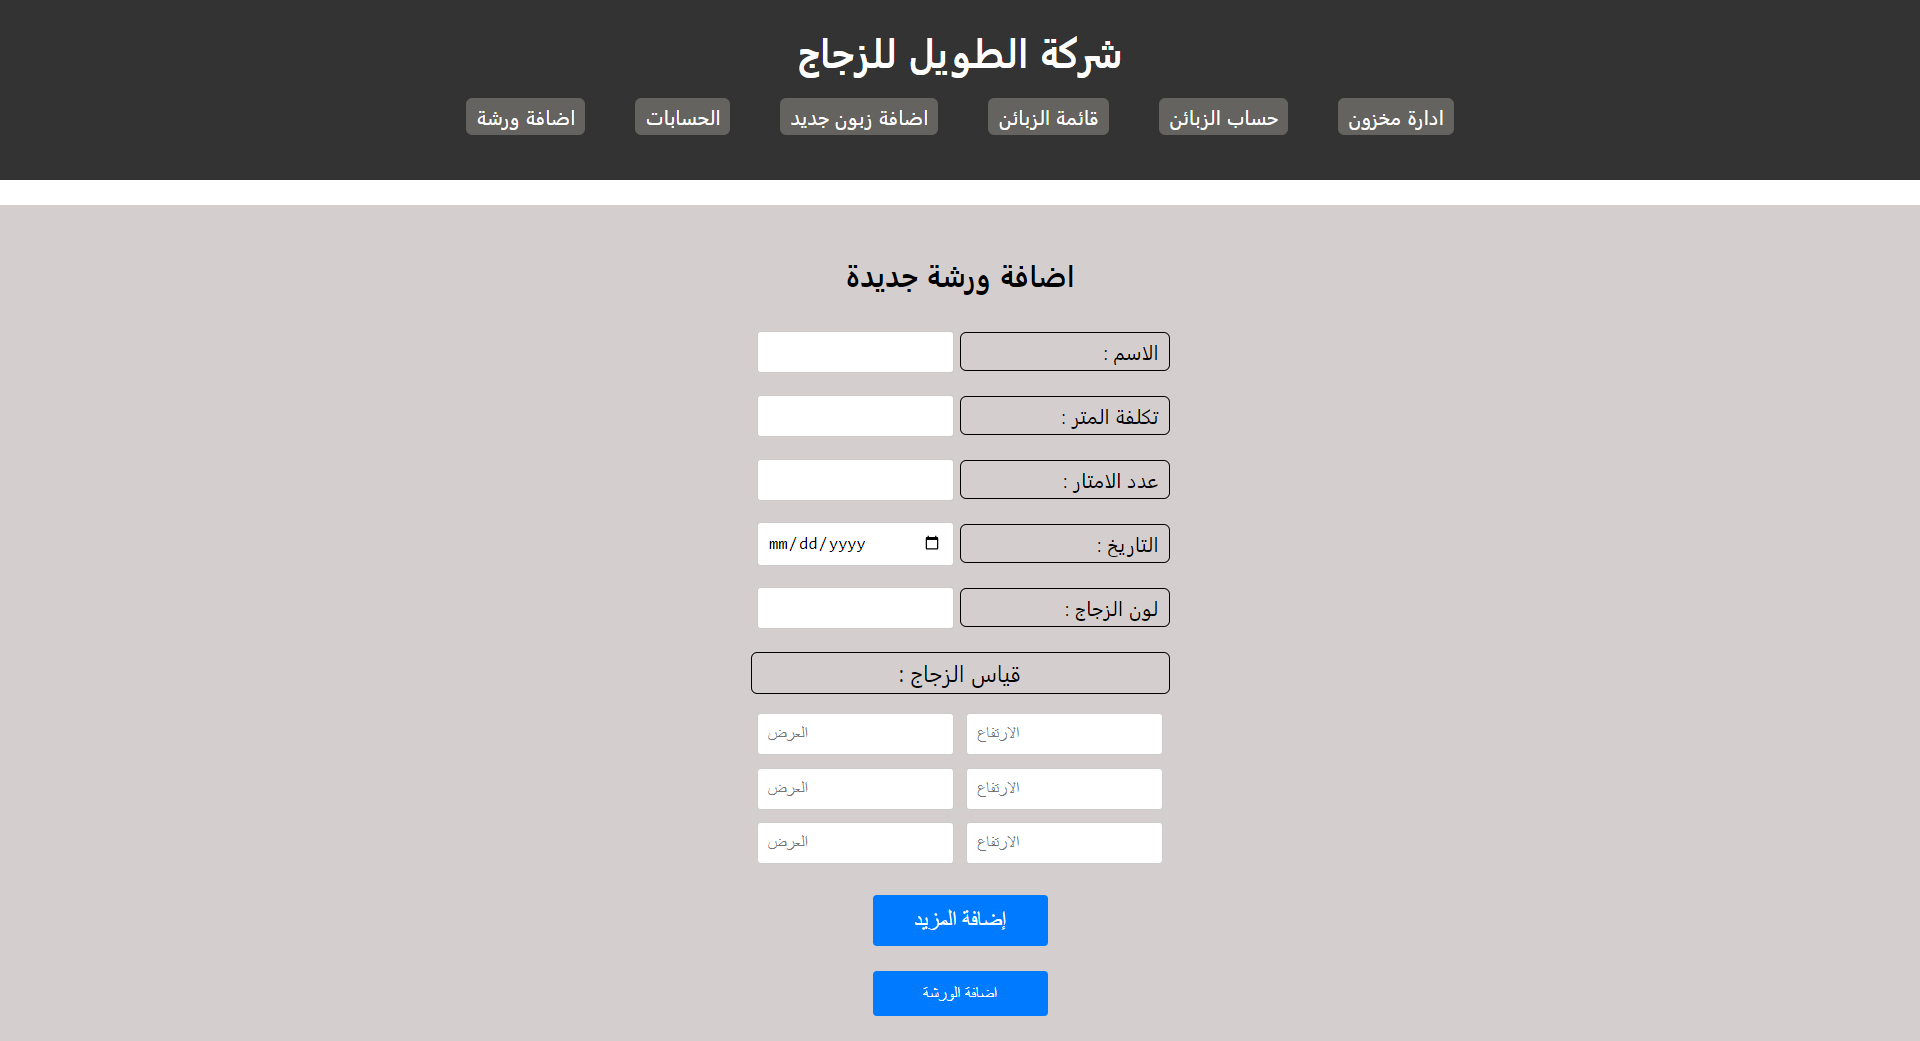 شركة الطويل للزجاج
ادارة مخزون
حساب الزبائن
قائمة الزبائن
اضافة زبون جديد
الحسابات
اضافة ورشة
اضافة ورشة جديدة
الاسم :
تكلفة المتر :
عدد الامتار :
التاريخ :
mm/dd/yyyy
لون الزجاج :
قياس الزجاج :
الارتفاع العرض
الارتفاع العرض
الارتفاع العرض
إضافة المزيد
اضافة الورشة